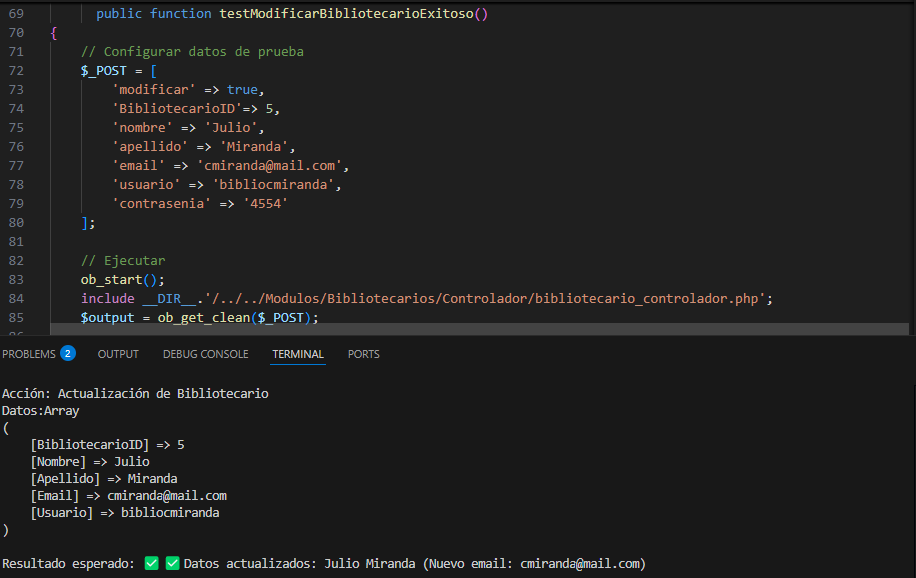 69 public function testModificarBibliotecarioExitoso()
70 {
71 // Configurar datos de prueba
72 $_POST = [
73 'modificar' => true,
74 'BibliotecarioID'=> 5,
75 'nombre' => 'Julio',
76 'apellido' => 'Miranda',
77 'email' => 'cmiranda@mail.com',
78 'usuario' => 'bibliocmiranda',
79 'contrasenia' => '4554'
80 ];
81
82 // Ejecutar
83 ob_start();
84 include __DIR__.'/../../Modulos/Bibliotecarios/Controlador/bibliotecario_controlador.php';
85 $output = ob_get_clean($_POST);
PROBLEMS 2 OUTPUT DEBUG CONSOLE TERMINAL PORTS
Acción: Actualización de Bibliotecario
Datos:Array
(
[BibliotecarioID] => 5
[Nombre] => Julio
[Apellido] => Miranda
[Email] => cmiranda@mail.com
[Usuario] => bibliocmiranda
)
Resultado esperado: ✅ ✅ Datos actualizados: Julio Miranda (Nuevo email: cmiranda@mail.com)